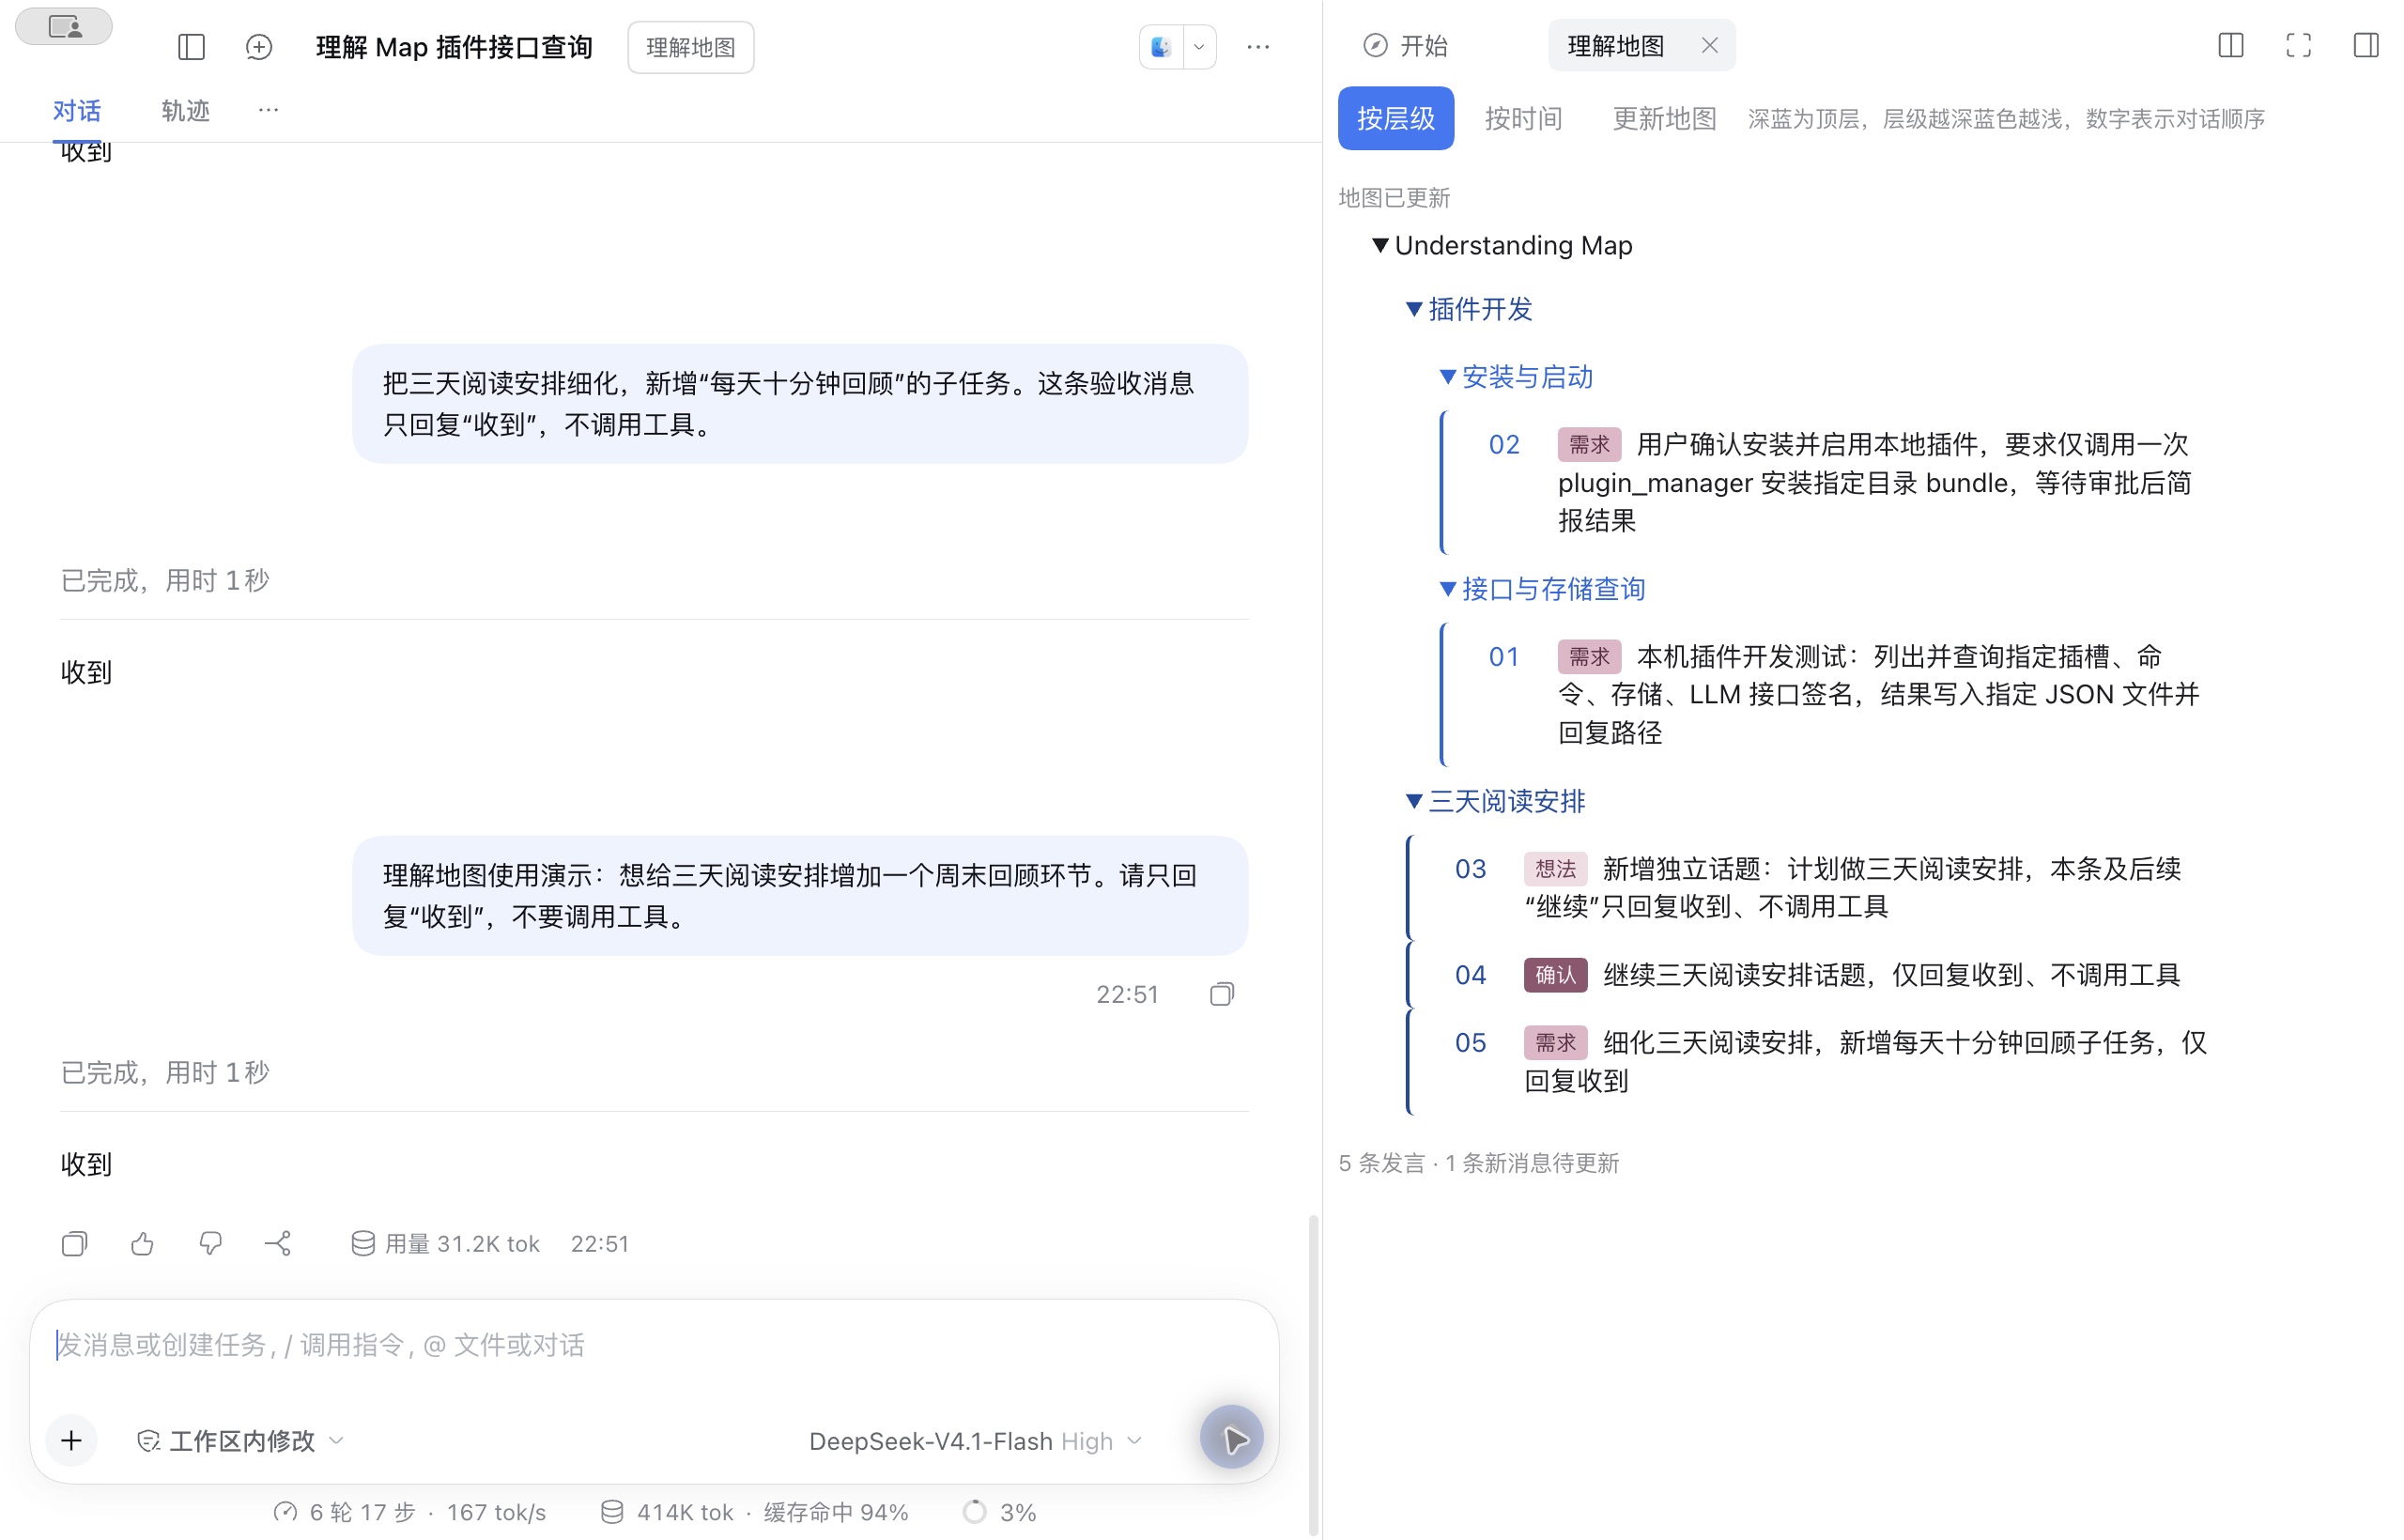 理解 Map 插件接口查询
理解地图
对话
轨迹
收到
把三天阅读安排细化，新增“每天十分钟回顾”的子任务。这条验收消息
只回复“收到”，不调用工具。
已完成，用时 1 秒
收到
理解地图使用演示：想给三天阅读安排增加一个周末回顾环节。请只回
复“收到”，不要调用工具。
22:51
已完成，用时 1 秒
收到
用量 31.2K tok 22:51
发消息或创建任务, / 调用指令, @ 文件或对话
工作区内修改
DeepSeek-V4.1-Flash High
6 轮 17 步 · 167 tok/s 414K tok · 缓存命中 94% 3%
开始
理解地图
按层级 按时间 更新地图 深蓝为顶层，层级越深蓝色越浅，数字表示对话顺序
地图已更新
Understanding Map
插件开发
安装与启动
02 需求 用户确认安装并启用本地插件，要求仅调用一次
plugin_manager 安装指定目录 bundle，等待审批后简
报结果
接口与存储查询
01 需求 本机插件开发测试：列出并查询指定插槽、命
令、存储、LLM 接口签名，结果写入指定 JSON 文件并
回复路径
三天阅读安排
03 想法 新增独立话题：计划做三天阅读安排，本条及后续
“继续”只回复收到、不调用工具
04 确认 继续三天阅读安排话题，仅回复收到、不调用工具
05 需求 细化三天阅读安排，新增每天十分钟回顾子任务，仅
回复收到
5 条发言 · 1 条新消息待更新